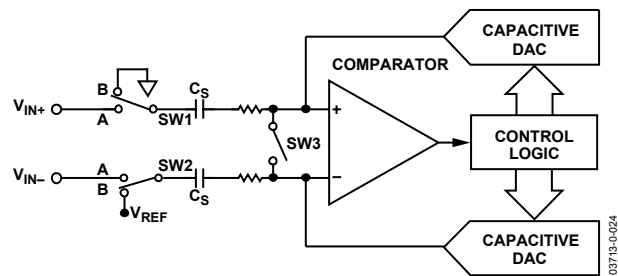 CAPACITIVE
DAC
COMPARATOR
B
CS
VIN+
A
SW1
+
SW3
CONTROL
LOGIC
VIN–
A
SW2
–
B
CS
VREF
CAPACITIVE
DAC
03713-0-024